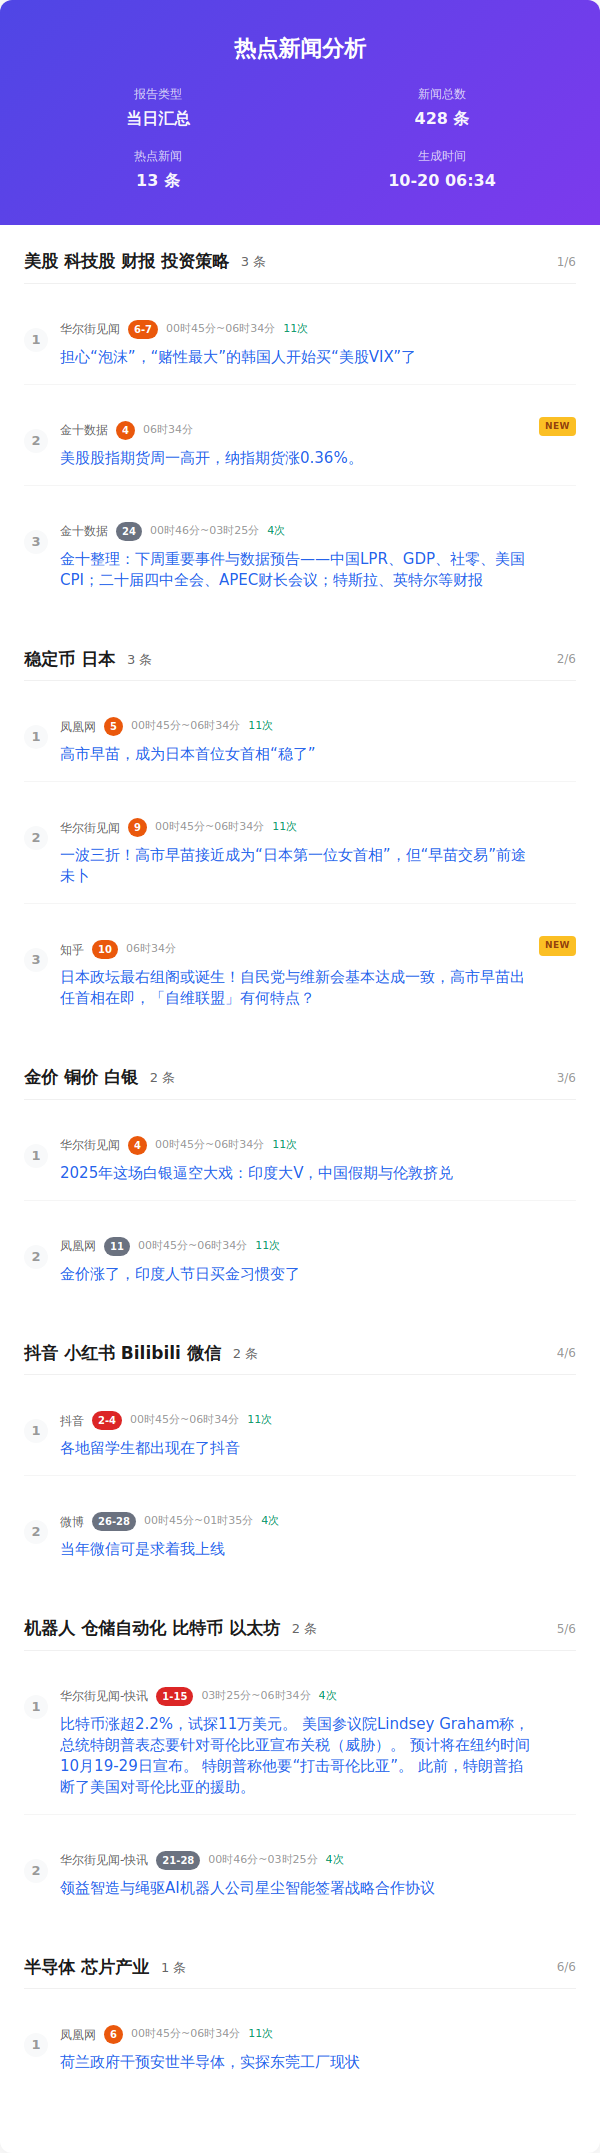 热点新闻分析
报告类型
新闻总数
当日汇总
428 条
热点新闻
生成时间
13 条
10-20 06:34
美股 科技股 财报 投资策略 3 条 1/6
1
华尔街见闻 6-7 00时45分~06时34分 11次
担心“泡沫”，“赌性最大”的韩国人开始买“美股VIX”了
2
金十数据 4 06时34分
NEW
美股股指期货周一高开，纳指期货涨0.36%。
3
金十数据 24 00时46分~03时25分 4次
金十整理：下周重要事件与数据预告——中国LPR、GDP、社零、美国
CPI；二十届四中全会、APEC财长会议；特斯拉、英特尔等财报
稳定币 日本 3 条 2/6
1
凤凰网 5 00时45分~06时34分 11次
高市早苗，成为日本首位女首相“稳了”
2
华尔街见闻 9 00时45分~06时34分 11次
一波三折！高市早苗接近成为“日本第一位女首相”，但“早苗交易”前途
未卜
3
知乎 10 06时34分
NEW
日本政坛最右组阁或诞生！自民党与维新会基本达成一致，高市早苗出
任首相在即，「自维联盟」有何特点？
金价 铜价 白银 2 条 3/6
1
华尔街见闻 4 00时45分~06时34分 11次
2025年这场白银逼空大戏：印度大V，中国假期与伦敦挤兑
2
凤凰网 11 00时45分~06时34分 11次
金价涨了，印度人节日买金习惯变了
抖音 小红书 Bilibili 微信 2 条 4/6
1
抖音 2-4 00时45分~06时34分 11次
各地留学生都出现在了抖音
2
微博 26-28 00时45分~01时35分 4次
当年微信可是求着我上线
机器人 仓储自动化 比特币 以太坊 2 条 5/6
1
华尔街见闻-快讯 1-15 03时25分~06时34分 4次
比特币涨超2.2%，试探11万美元。 美国参议院Lindsey Graham称，
总统特朗普表态要针对哥伦比亚宣布关税（威胁）。 预计将在纽约时间
10月19-29日宣布。 特朗普称他要“打击哥伦比亚”。 此前，特朗普掐
断了美国对哥伦比亚的援助。
2
华尔街见闻-快讯 21-28 00时46分~03时25分 4次
领益智造与绳驱AI机器人公司星尘智能签署战略合作协议
半导体 芯片产业 1 条 6/6
1
凤凰网 6 00时45分~06时34分 11次
荷兰政府干预安世半导体，实探东莞工厂现状